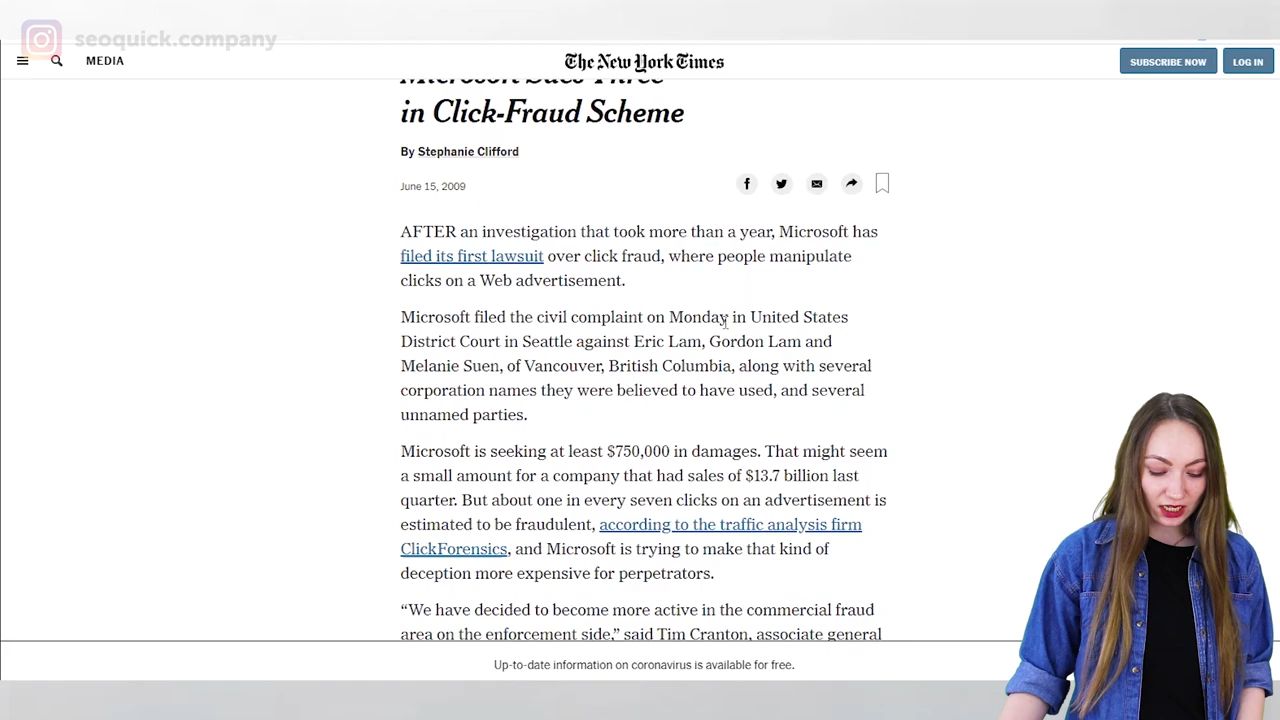 seoquick.company
MEDIA
The New York Times
SUBSCRIBE NOW
LOG IN
Microsoft Sues Three
in Click-Fraud Scheme
By Stephanie Clifford
June 15, 2009
AFTER an investigation that took more than a year, Microsoft has
filed its first lawsuit over click fraud, where people manipulate
clicks on a Web advertisement.
Microsoft filed the civil complaint on Monday in United States
District Court in Seattle against Eric Lam, Gordon Lam and
Melanie Suen, of Vancouver, British Columbia, along with several
corporation names they were believed to have used, and several
unnamed parties.
Microsoft is seeking at least $750,000 in damages. That might seem
a small amount for a company that had sales of $13.7 billion last
quarter. But about one in every seven clicks on an advertisement is
estimated to be fraudulent, according to the traffic analysis firm
ClickForensics, and Microsoft is trying to make that kind of
deception more expensive for perpetrators.
“We have decided to become more active in the commercial fraud
area on the enforcement side,” said Tim Cranton, associate general
Up-to-date information on coronavirus is available for free.